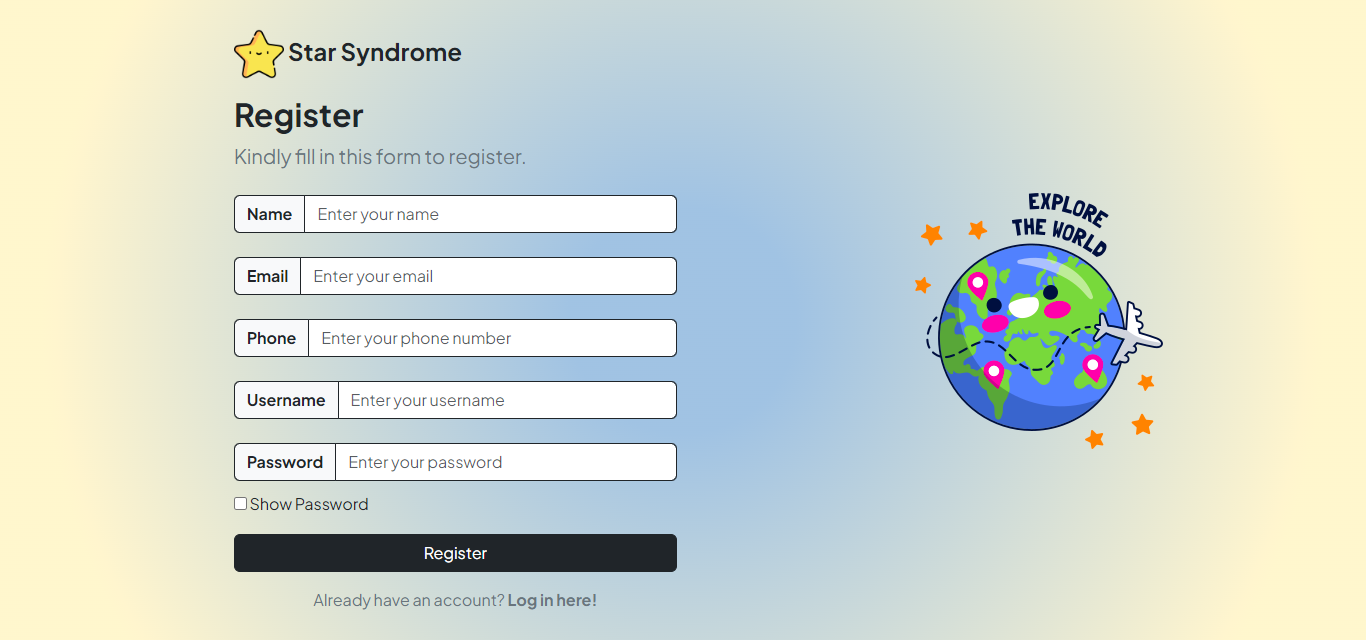 Star Syndrome
Register
Kindly fill in this form to register.
Name Enter your name
Email Enter your email
Phone Enter your phone number
Username Enter your username
Password Enter your password
Show Password
Register
Already have an account? Log in here!
EXPLORE
THE WORLD